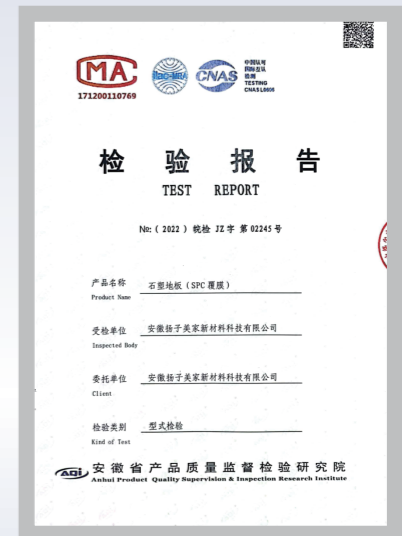 MA
171200110769
ilac-MRA
CNAS
中国认可
国际互认
检测
TESTING
CNAS L0806
检验报告
TEST REPORT
№:(2022)皖检 JZ字 第02245号
产品名称 石塑地板(SPC覆膜)
Product Name
受检单位 安徽扬子美家新材料科技有限公司
Inspected Body
委托单位 安徽扬子美家新材料科技有限公司
Client
检验类别 型式检验
Kind of Test
AQI 安徽省产品质量监督检验研究院
Anhui Product Quality Supervision & Inspection Research Institute